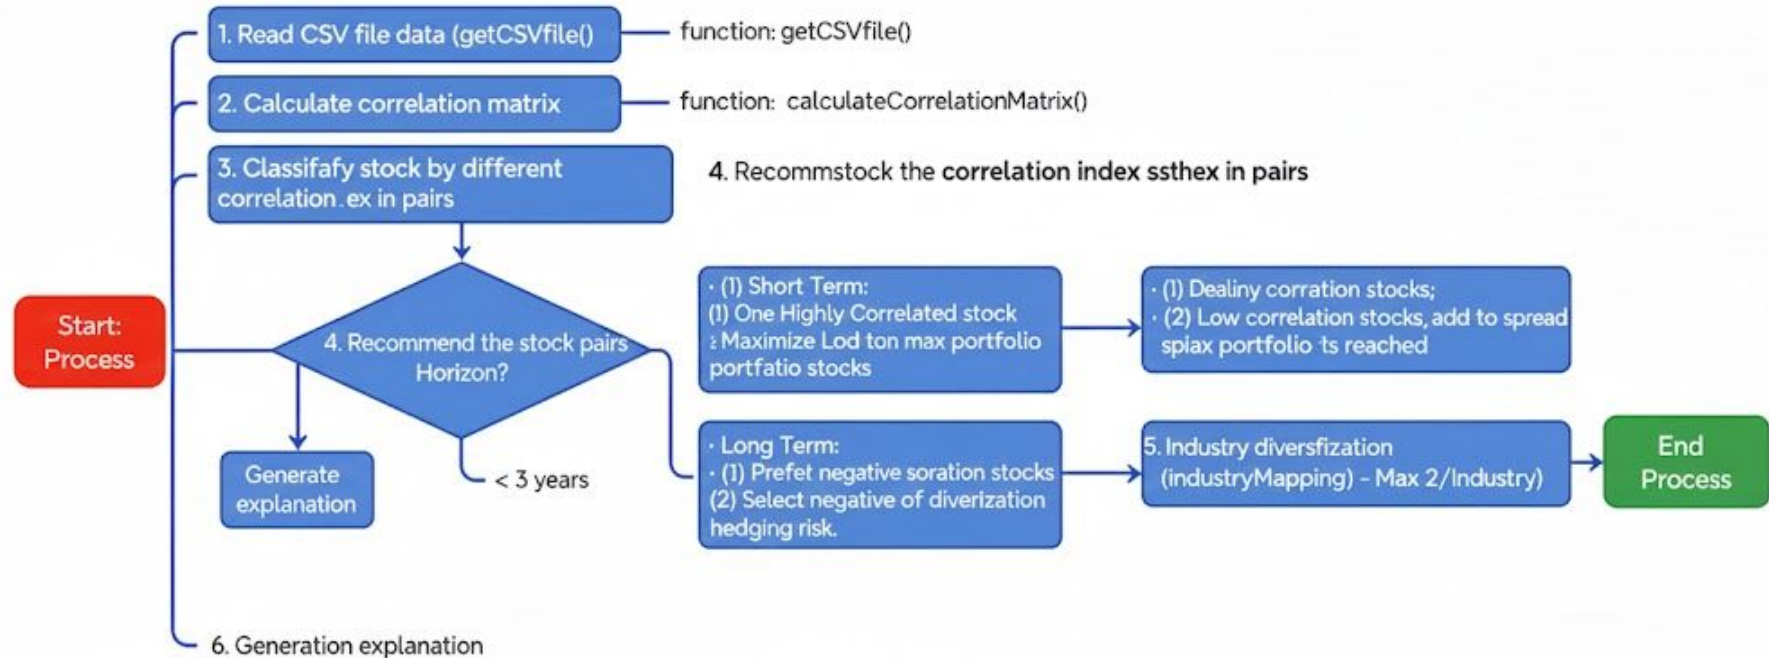 1. Read CSV file data (getCSVfile()
function: getCSVfile()
2. Calculate correlation matrix
function: calculateCorrelationMatrix()
3. Classifafy stock by different
correlation.ex in pairs
4. Recommstock the correlation index ssthex in pairs
Start:
Process
4. Recommend the stock pairs
Horizon?
· (1) Short Term:
(1) One Highly Correlated stock
: Maximize Lod ton max portfolio
portfatio stocks
· (1) Dealiny corration stocks;
· (2) Low correlation stocks, add to spread
spiax portfolio ts reached
Generate
explanation
< 3 years
· Long Term:
· (1) Prefet negative soration stocks
(2) Select negative of diverization
hedging risk.
5. Industry diversfization
(industryMapping) - Max 2/Industry)
End
Process
6. Generation explanation